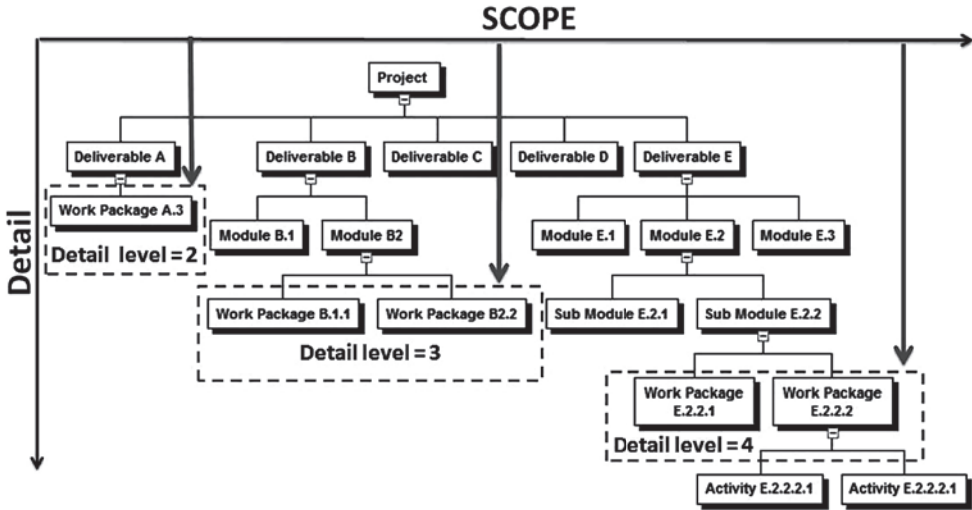 SCOPE
Detail
Project
Deliverable A
Deliverable B
Deliverable C
Deliverable D
Deliverable E
Work Package A.3
Detail level = 2
Module B.1
Module B2
Module E.1
Module E.2
Module E.3
Work Package B.1.1
Work Package B2.2
Detail level = 3
Sub Module E.2.1
Sub Module E.2.2
Work Package
E.2.2.1
Work Package
E.2.2.2
Detail level = 4
Activity E.2.2.2.1
Activity E.2.2.2.1